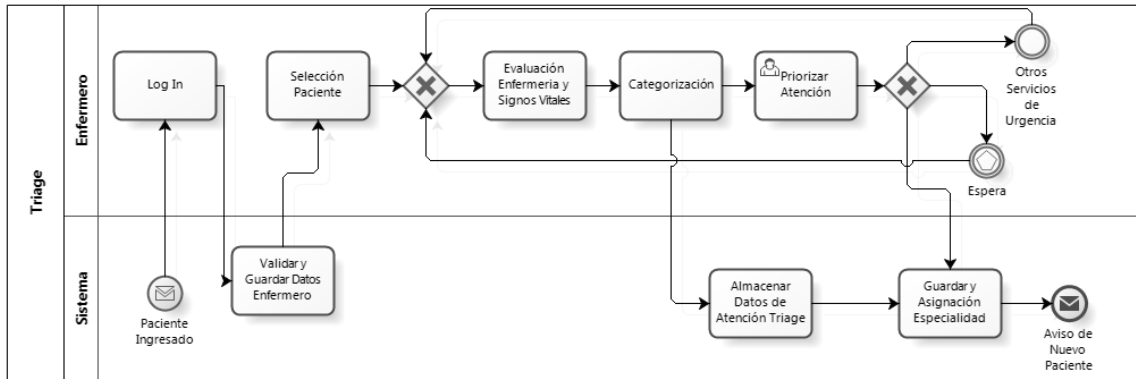 Triage
Enfermero
Log In
Selección
Paciente
Evaluación
Enfermeria y
Signos Vitales
Categorización
Priorizar
Atención
Otros
Servicios
de
Urgencia
Espera
Sistema
Paciente
Ingresado
Validar y
Guardar Datos
Enfermero
Almacenar
Datos de
Atención Triage
Guardar y
Asignación
Especialidad
Aviso de
Nuevo
Paciente